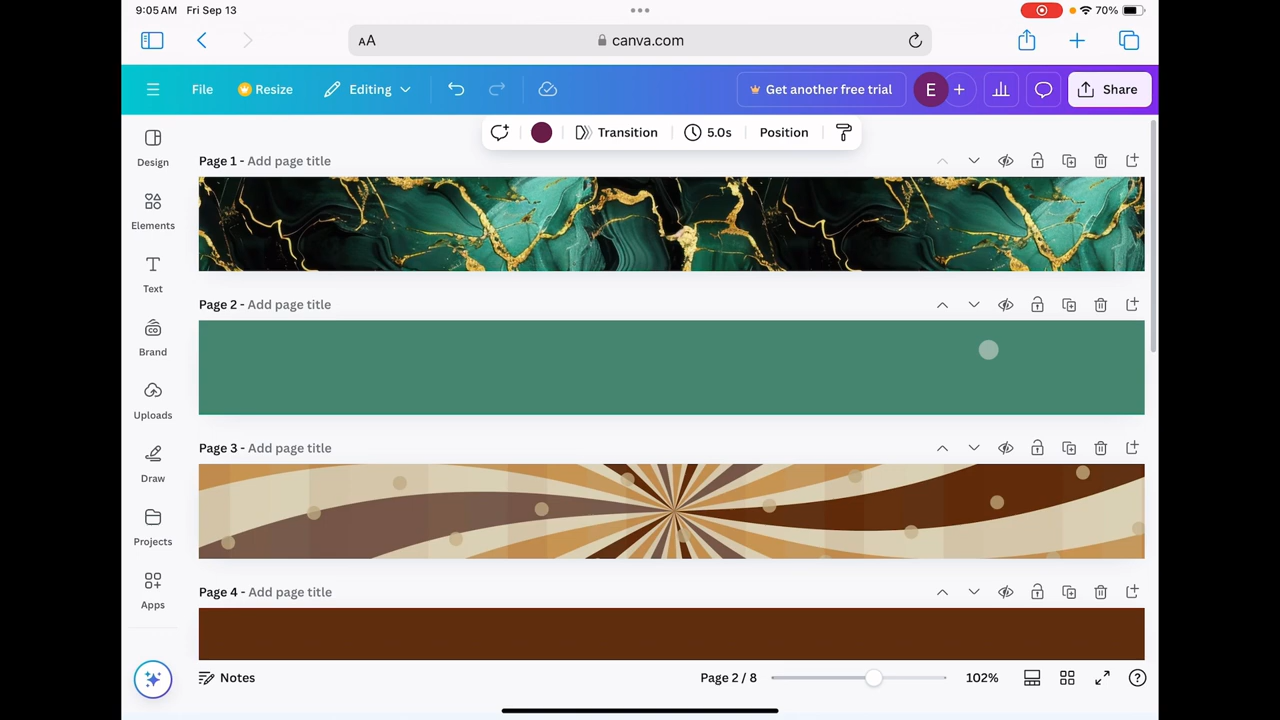 9:05 AM Fri Sep 13
70%
AA
canva.com
File
Resize
Editing
Get another free trial
E
Share
Transition
5.0s
Position
Design
Elements
Text
Brand
Uploads
Draw
Projects
Apps
Page 1 - Add page title
Page 2 - Add page title
Page 3 - Add page title
Page 4 - Add page title
Notes
Page 2 / 8
102%